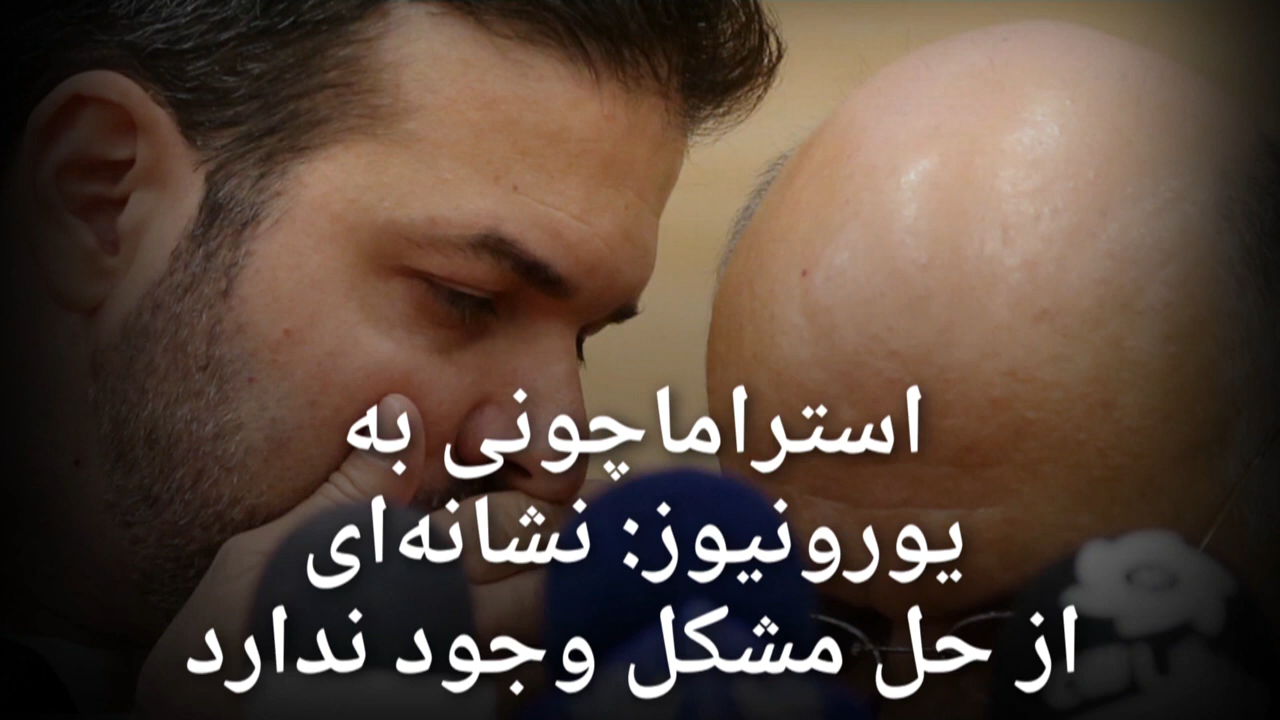 استراماچونی به
یورونیوز: نشانه‌ای
از حل مشکل وجود ندارد